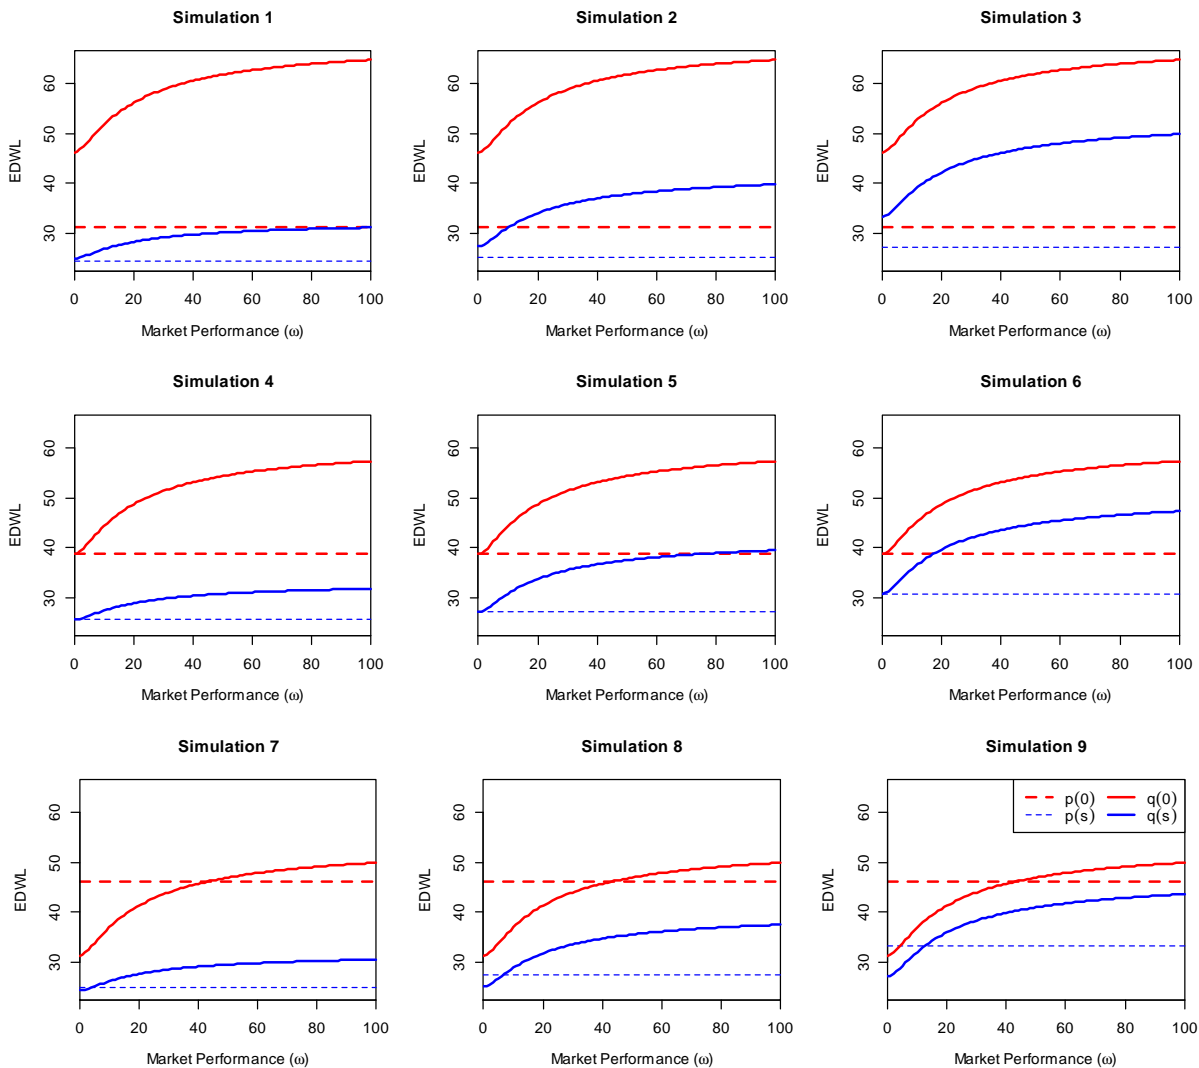 Simulation 1
EDWL
60
50
40
30
0 20 40 60 80 100
Market Performance (ω)
Simulation 2
EDWL
60
50
40
30
0 20 40 60 80 100
Market Performance (ω)
Simulation 3
EDWL
60
50
40
30
0 20 40 60 80 100
Market Performance (ω)
Simulation 4
EDWL
60
50
40
30
0 20 40 60 80 100
Market Performance (ω)
Simulation 5
EDWL
60
50
40
30
0 20 40 60 80 100
Market Performance (ω)
Simulation 6
EDWL
60
50
40
30
0 20 40 60 80 100
Market Performance (ω)
Simulation 7
EDWL
60
50
40
30
0 20 40 60 80 100
Market Performance (ω)
Simulation 8
EDWL
60
50
40
30
0 20 40 60 80 100
Market Performance (ω)
Simulation 9
p(0) q(0)
p(s) q(s)
EDWL
60
50
40
30
0 20 40 60 80 100
Market Performance (ω)